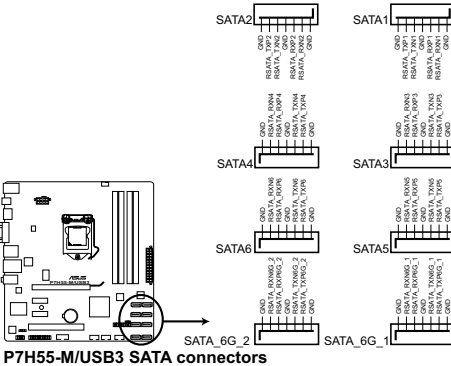 SATA2
GND
RSATA_TXP2
RSATA_TXN2
GND
RSATA_RXP2
RSATA_RXN2
GND
SATA1
GND
RSATA_TXP1
RSATA_TXN1
GND
RSATA_RXP1
RSATA_RXN1
GND
SATA4
GND
RSATA_RXN4
RSATA_RXP4
GND
RSATA_TXN4
RSATA_TXP4
GND
SATA3
GND
RSATA_RXN3
RSATA_RXP3
GND
RSATA_TXN3
RSATA_TXP3
GND
SATA6
GND
RSATA_RXN6
RSATA_RXP6
GND
RSATA_TXN6
RSATA_TXP6
GND
SATA5
GND
RSATA_RXN5
RSATA_RXP5
GND
RSATA_TXN5
RSATA_TXP5
GND
SATA_6G_2
GND
RSATA_RXN6G_2
RSATA_RXP6G_2
GND
RSATA_TXN6G_2
RSATA_TXP6G_2
GND
SATA_6G_1
GND
RSATA_RXN6G_1
RSATA_RXP6G_1
GND
RSATA_TXN6G_1
RSATA_TXP6G_1
GND
ASUS
P7H55-M/USB3
P7H55-M/USB3 SATA connectors